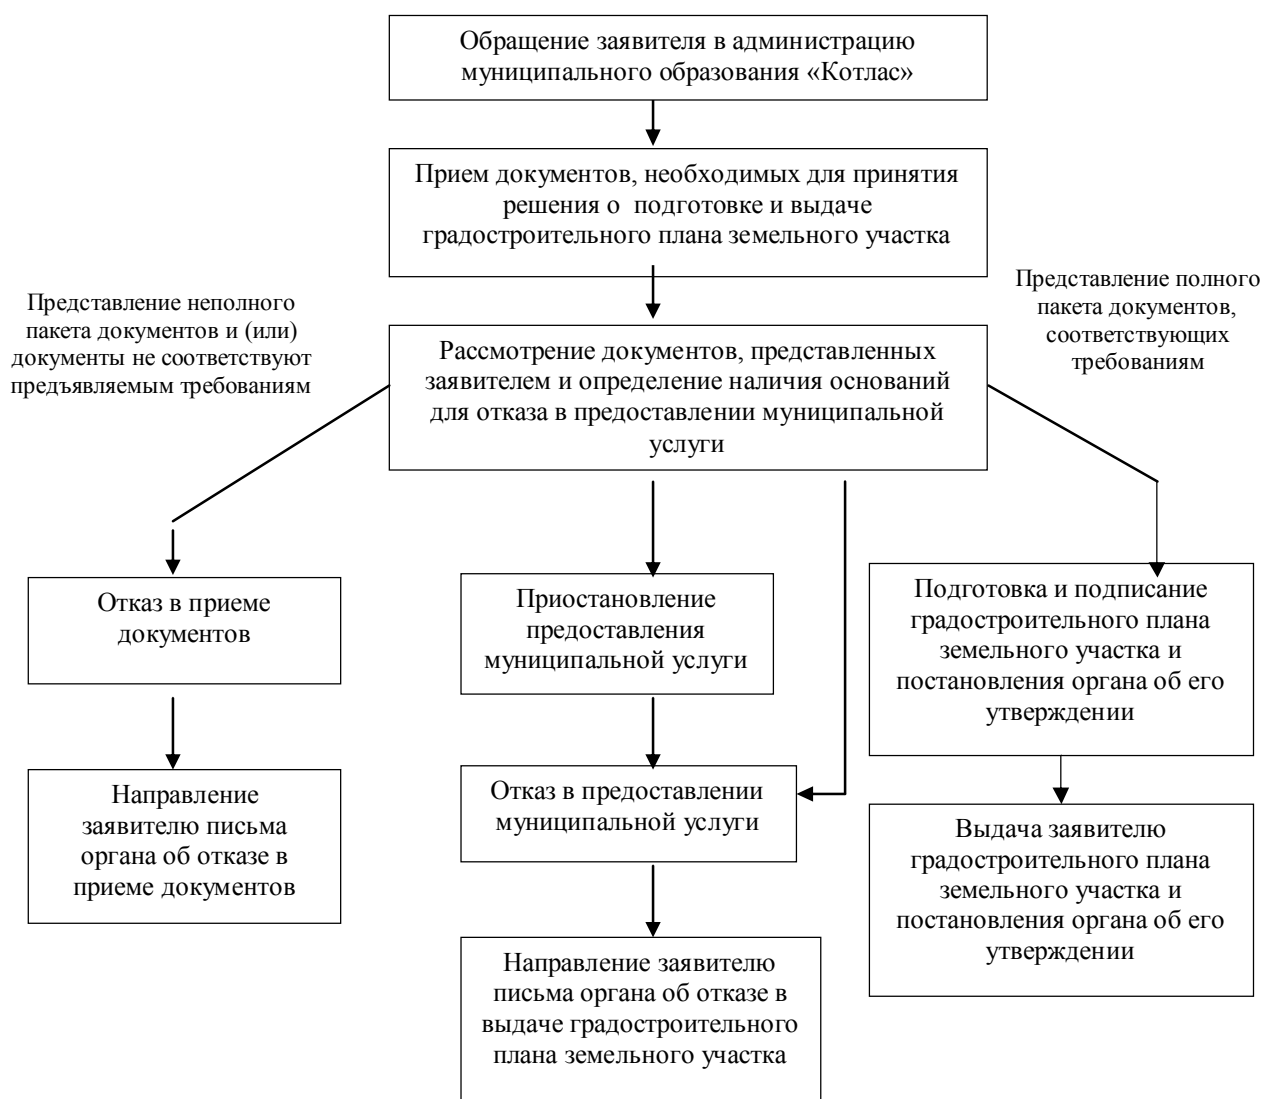 Обращение заявителя в администрацию
муниципального образования «Котлас»
Прием документов, необходимых для принятия
решения о подготовке и выдаче
градостроительного плана земельного участка
Представление неполного
пакета документов и (или)
документы не соответствуют
предъявляемым требованиям
Представление полного
пакета документов,
соответствующих
требованиям
Рассмотрение документов, представленных
заявителем и определение наличия оснований
для отказа в предоставлении муниципальной
услуги
Отказ в приеме
документов
Приостановление
предоставления
муниципальной услуги
Подготовка и подписание
градостроительного плана
земельного участка и
постановления органа об его
утверждении
Направление
заявителю письма
органа об отказе в
приеме документов
Отказ в предоставлении
муниципальной услуги
Выдача заявителю
градостроительного плана
земельного участка и
постановления органа об его
утверждении
Направление заявителю
письма органа об отказе в
выдаче градостроительного
плана земельного участка